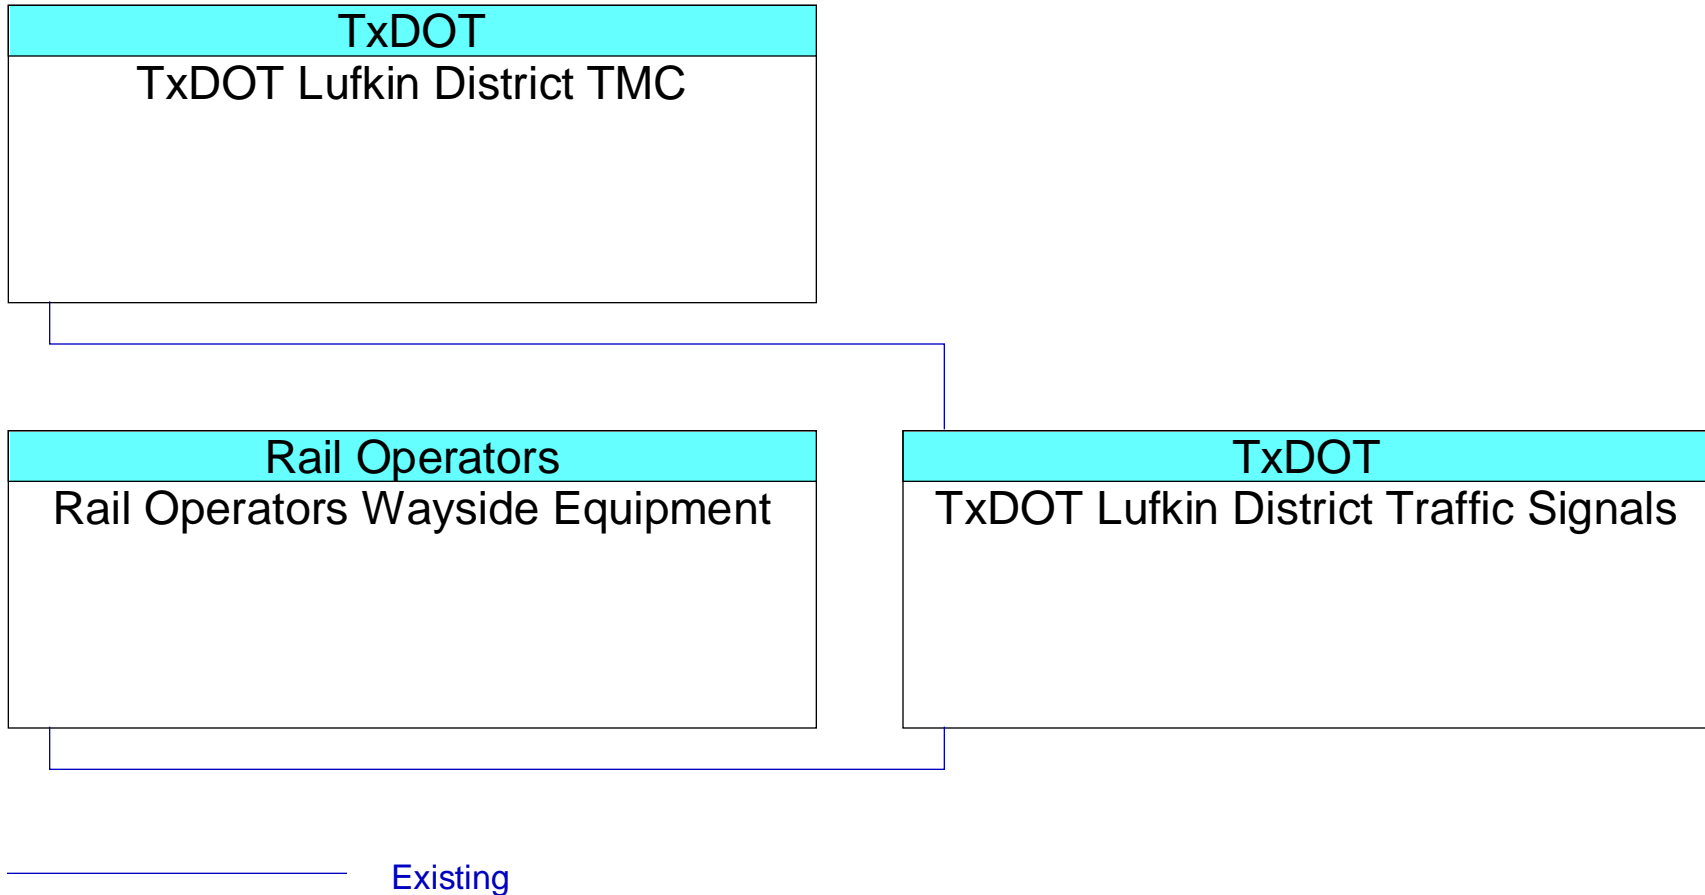 TxDOT
TxDOT Lufkin District TMC
Rail Operators
Rail Operators Wayside Equipment
TxDOT
TxDOT Lufkin District Traffic Signals
Existing